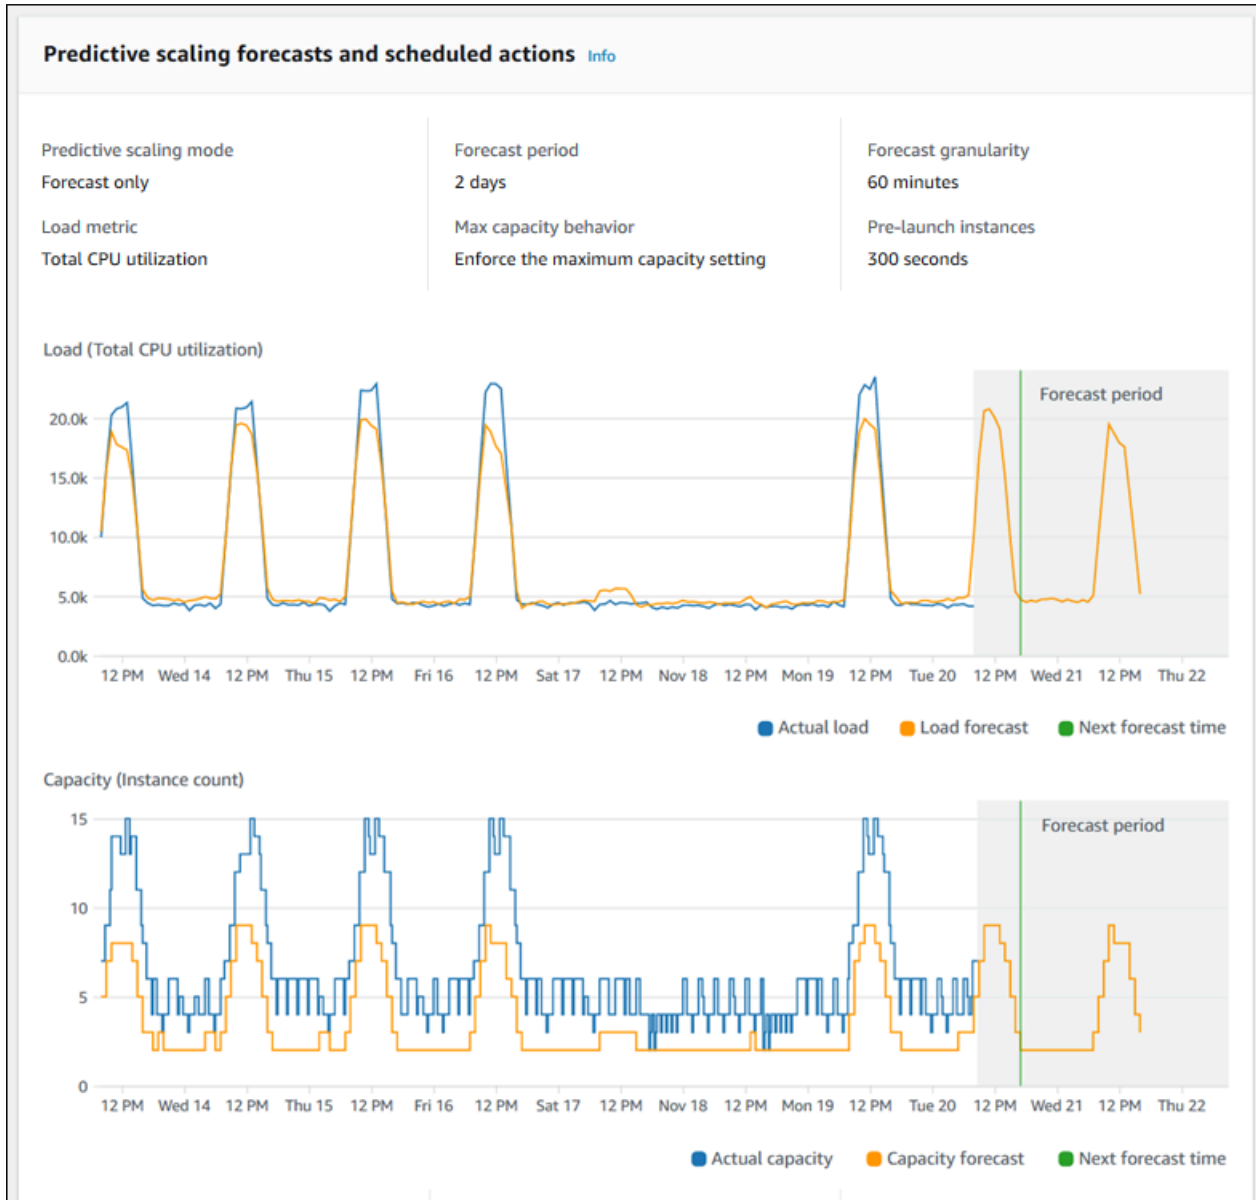 Predictive scaling forecasts and scheduled actions Info
Predictive scaling mode Forecast period Forecast granularity
Forecast only 2 days 60 minutes
Load metric Max capacity behavior Pre-launch instances
Total CPU utilization Enforce the maximum capacity setting 300 seconds
Load (Total CPU utilization)
Forecast period
20.0k
15.0k
10.0k
5.0k
0.0k
12 PM Wed 14 12 PM Thu 15 12 PM Fri 16 12 PM Sat 17 12 PM Nov 18 12 PM Mon 19 12 PM Tue 20 12 PM Wed 21 12 PM Thu 22
Actual load Load forecast Next forecast time
Capacity (Instance count)
15
Forecast period
10
5
0
12 PM Wed 14 12 PM Thu 15 12 PM Fri 16 12 PM Sat 17 12 PM Nov 18 12 PM Mon 19 12 PM Tue 20 12 PM Wed 21 12 PM Thu 22
Actual capacity Capacity forecast Next forecast time